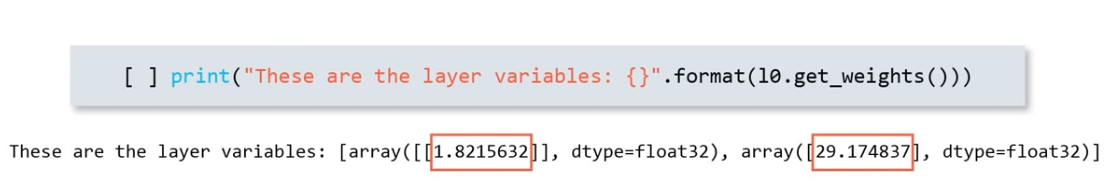 [ ] print("These are the layer variables: {}".format(l0.get_weights()))
These are the layer variables: [array([[1.8215632]], dtype=float32), array([29.174837], dtype=float32)]